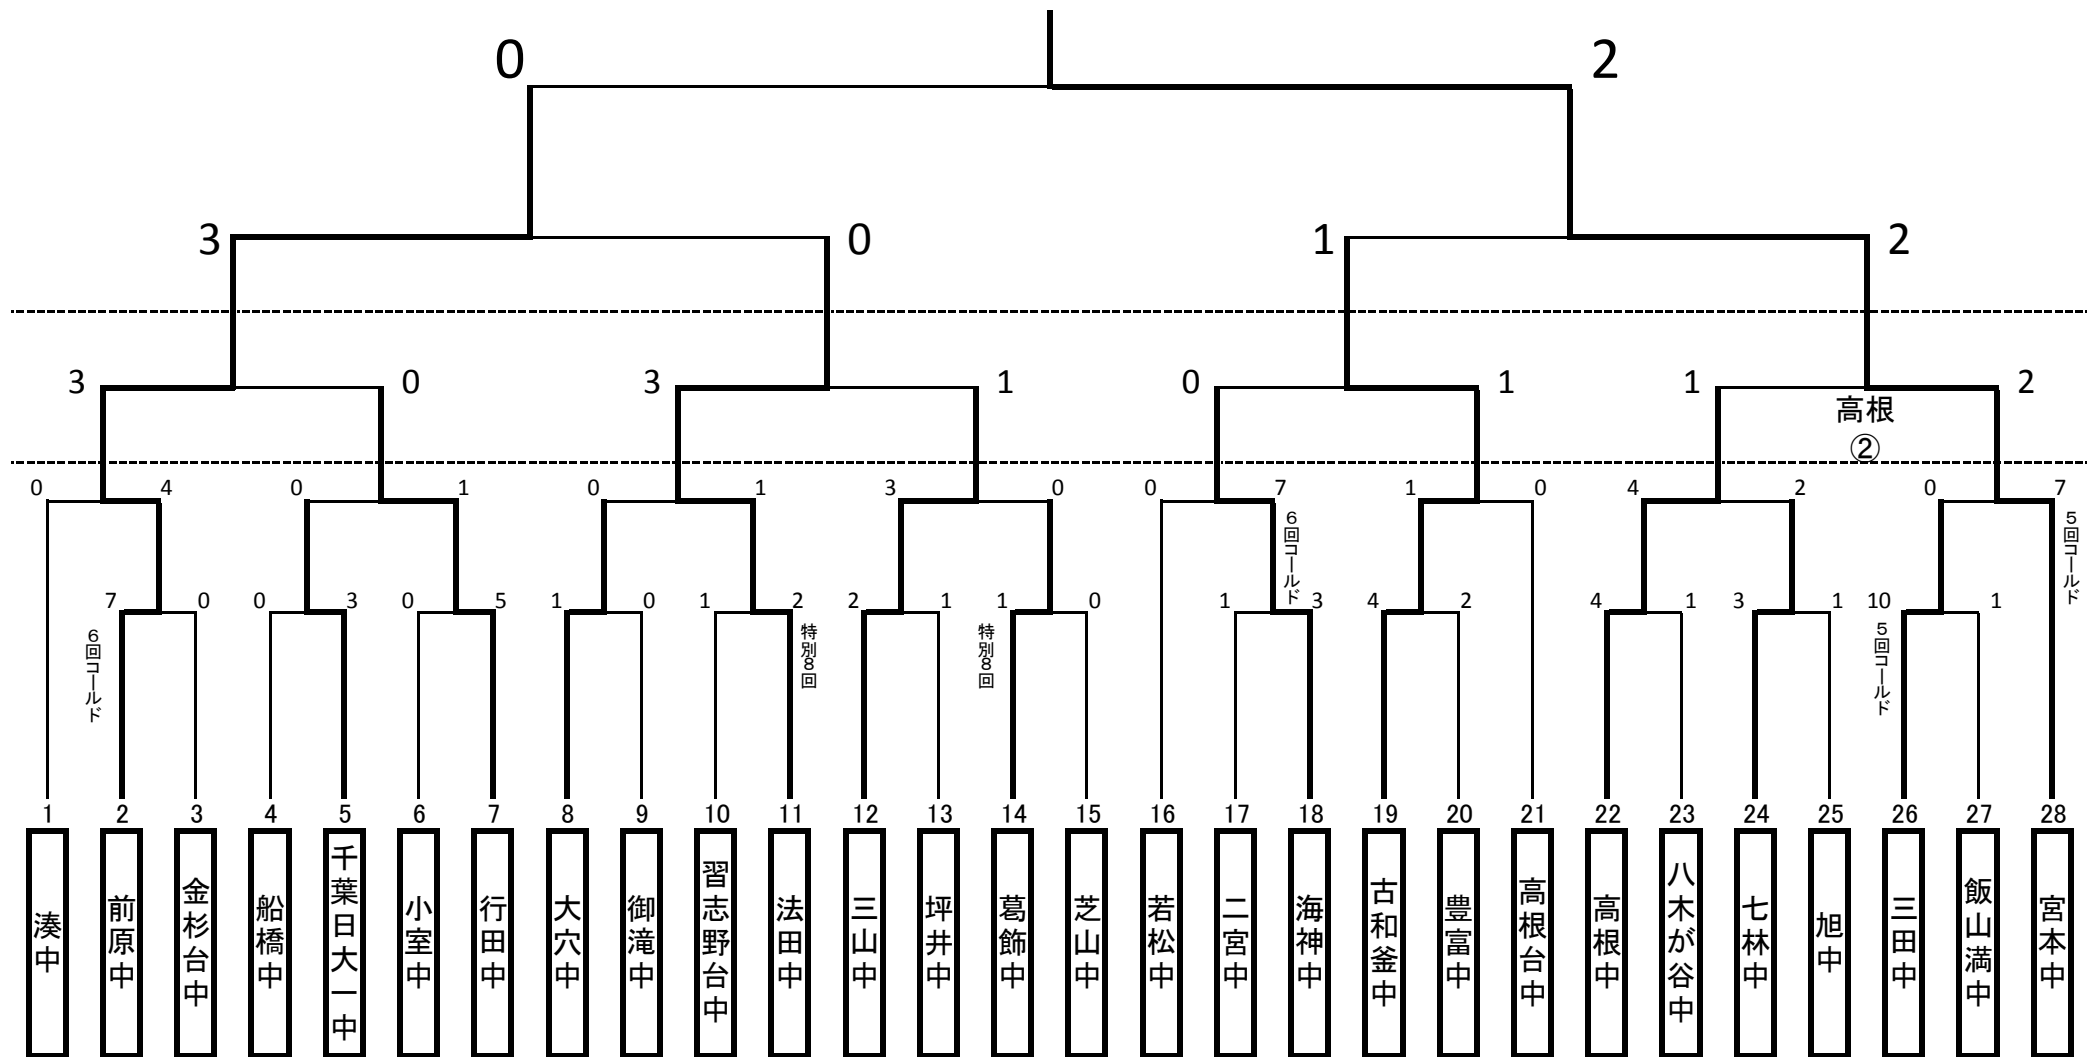 0 2
3 0 1 2
3 0 3 1 0 1 1 2
高根
②
0 4 0 1 0 1 3 0 0 7 1 0 4 2 0 7
6回コールド
5回コールド
7 0 0 3 0 5 1 0 1 2 2 1 1 0 1 3 4 2 4 1 3 1 10 1
6回コールド
特別8回
特別8回
5回コールド
1 2 3 4 5 6 7 8 9 10 11 12 13 14 15 16 17 18 19 20 21 22 23 24 25 26 27 28
湊中
前原中
金杉台中
船橋中
千葉日大一中
小室中
行田中
大穴中
御滝中
習志野台中
法田中
三山中
坪井中
葛飾中
芝山中
若松中
二宮中
海神中
古和釜中
豊富中
高根台中
高根中
八木が谷中
七林中
旭中
三田中
飯山満中
宮本中